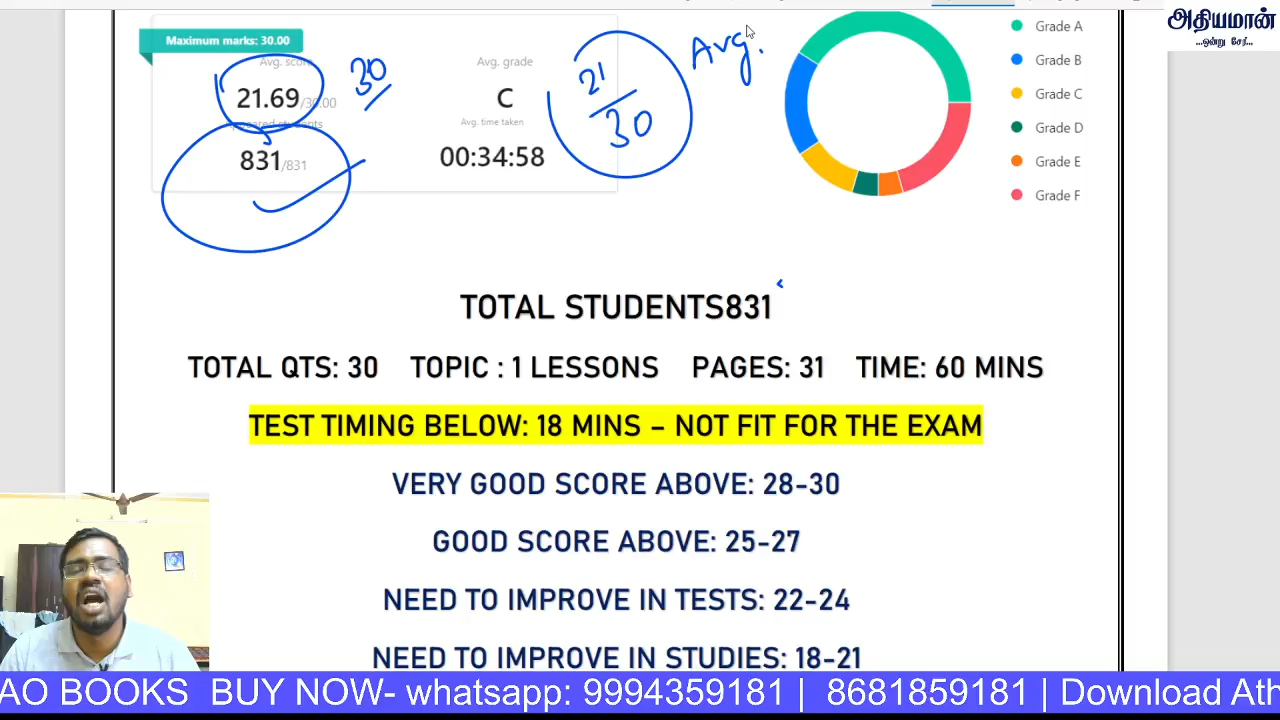 அதியமான்
...ஒன்று சேர்...
Maximum marks: 30.00
Avg. score
21.69/30.00
30
831/831
Avg. grade
C
Avg. time taken
00:34:58
21/30
Avg.
Grade A
Grade B
Grade C
Grade D
Grade E
Grade F
TOTAL STUDENTS831
TOTAL QTS: 30 TOPIC : 1 LESSONS PAGES: 31 TIME: 60 MINS
TEST TIMING BELOW: 18 MINS – NOT FIT FOR THE EXAM
VERY GOOD SCORE ABOVE: 28-30
GOOD SCORE ABOVE: 25-27
NEED TO IMPROVE IN TESTS: 22-24
NEED TO IMPROVE IN STUDIES: 18-21
AO BOOKS BUY NOW- whatsapp: 9994359181 | 8681859181 | Download Ath